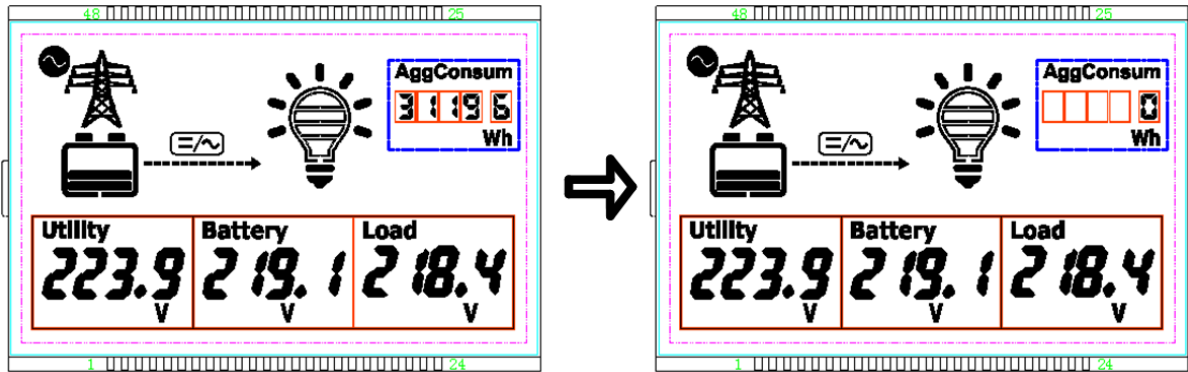 48 25
AggConsum
31196
Wh
Utility Battery Load
223.9 219.1 218.4
V V V
1 24
48 25
AggConsum
0
Wh
Utility Battery Load
223.9 219.1 218.4
V V V
1 24